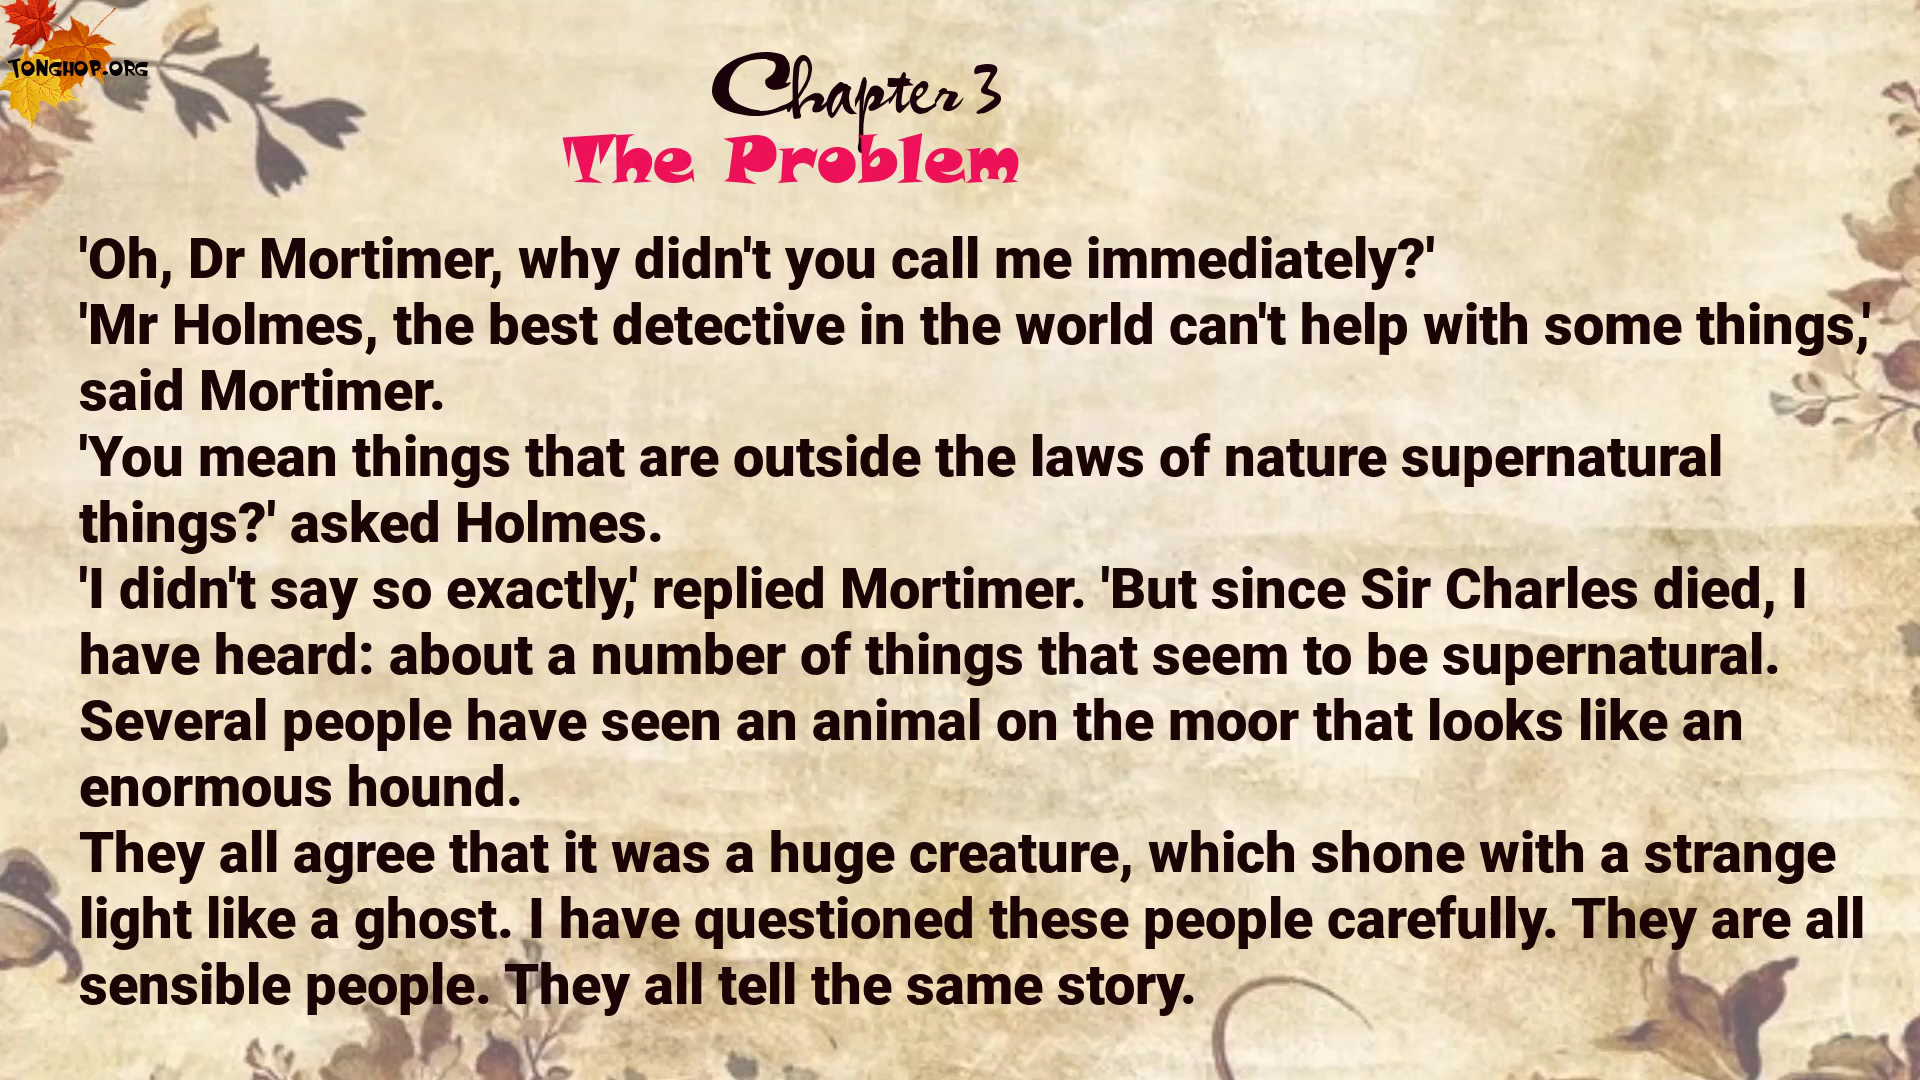 TONGHOP.ORG
Chapter 3
The Problem
'Oh, Dr Mortimer, why didn't you call me immediately?'
'Mr Holmes, the best detective in the world can't help with some things,'
said Mortimer.
'You mean things that are outside the laws of nature supernatural
things?' asked Holmes.
'I didn't say so exactly,' replied Mortimer. 'But since Sir Charles died, I
have heard: about a number of things that seem to be supernatural.
Several people have seen an animal on the moor that looks like an
enormous hound.
They all agree that it was a huge creature, which shone with a strange
light like a ghost. I have questioned these people carefully. They are all
sensible people. They all tell the same story.